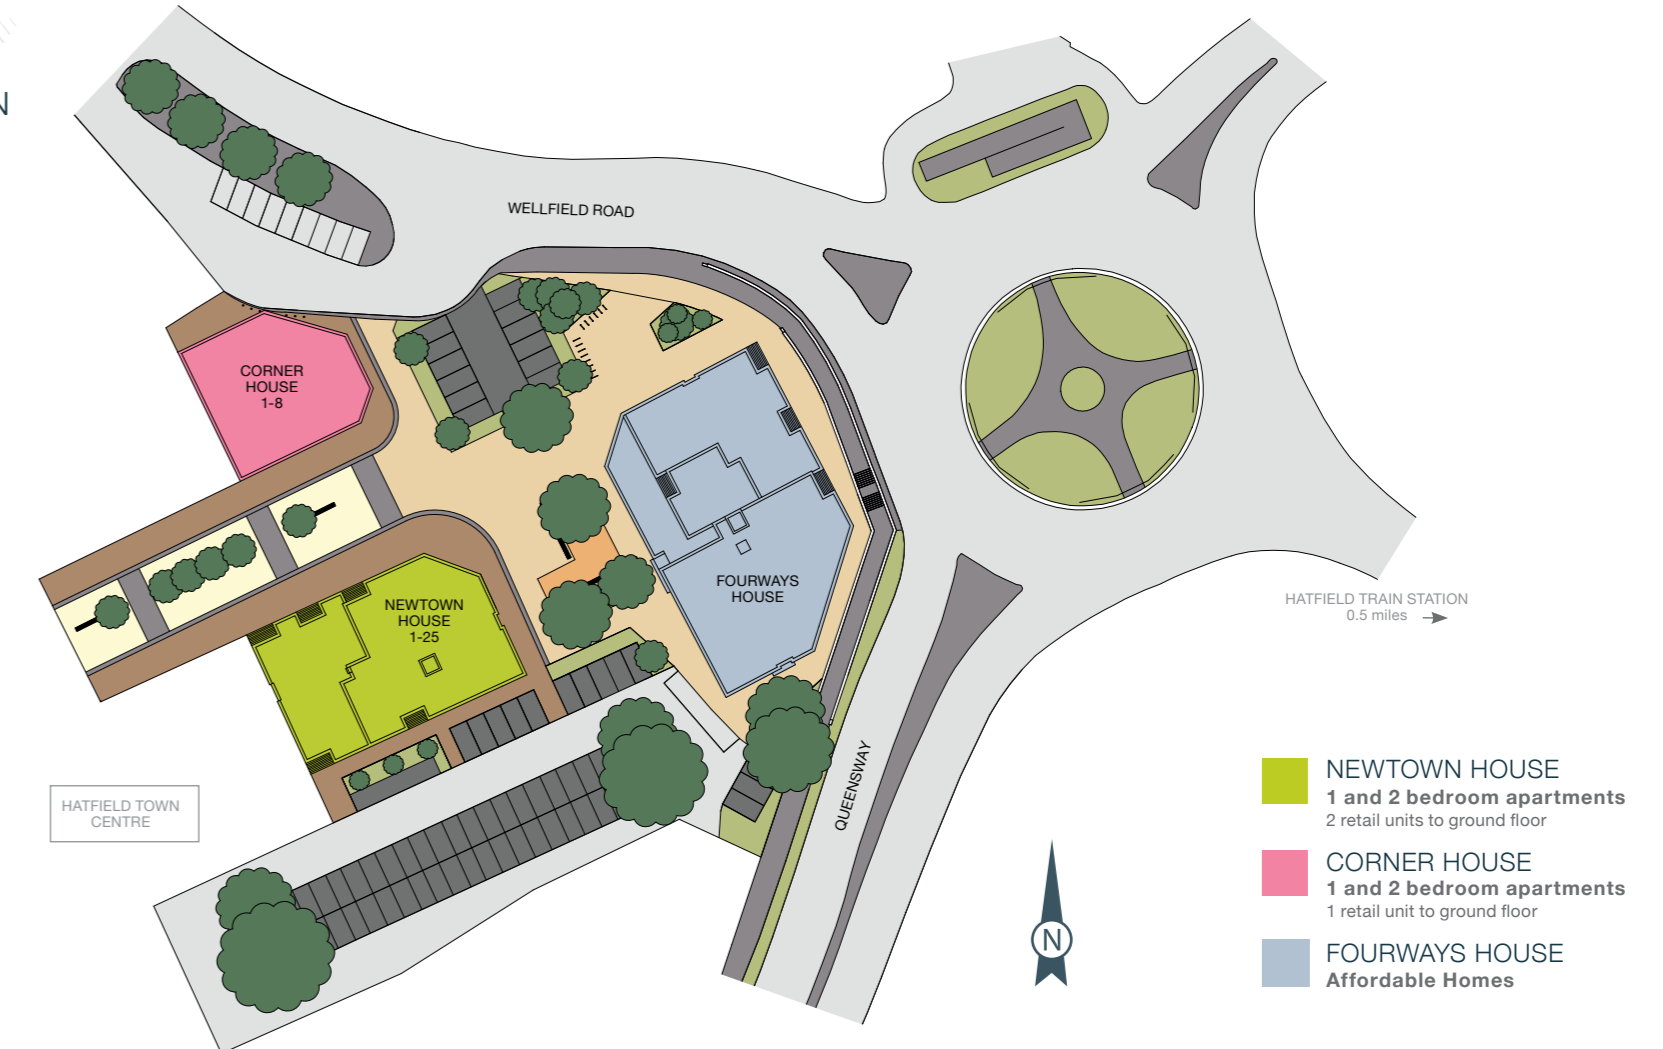 N
WELLFIELD ROAD
CORNER
HOUSE
1-8
NEWTOWN
HOUSE
1-25
FOURWAYS
HOUSE
HATFIELD TRAIN STATION
0.5 miles
HATFIELD TOWN
CENTRE
QUEENSWAY
N
NEWTOWN HOUSE
1 and 2 bedroom apartments
2 retail units to ground floor
CORNER HOUSE
1 and 2 bedroom apartments
1 retail unit to ground floor
FOURWAYS HOUSE
Affordable Homes